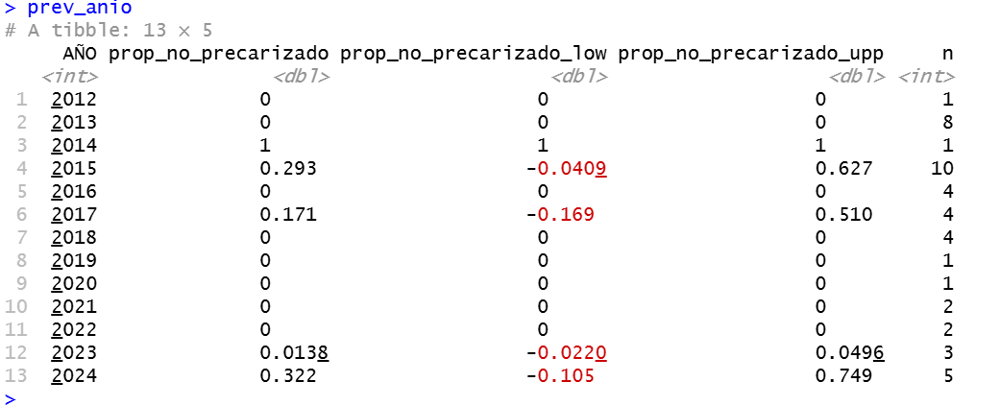 > prev_anio
# A tibble: 13 × 5
AÑO prop_no_precarizado prop_no_precarizado_low prop_no_precarizado_upp n
<int> <dbl> <dbl> <dbl> <int>
1 2012 0 0 0 1
2 2013 0 0 0 8
3 2014 1 1 1 1
4 2015 0.293 -0.0409 0.627 10
5 2016 0 0 0 4
6 2017 0.171 -0.169 0.510 4
7 2018 0 0 0 4
8 2019 0 0 0 1
9 2020 0 0 0 1
10 2021 0 0 0 2
11 2022 0 0 0 2
12 2023 0.0138 -0.0220 0.0496 3
13 2024 0.322 -0.105 0.749 5
>